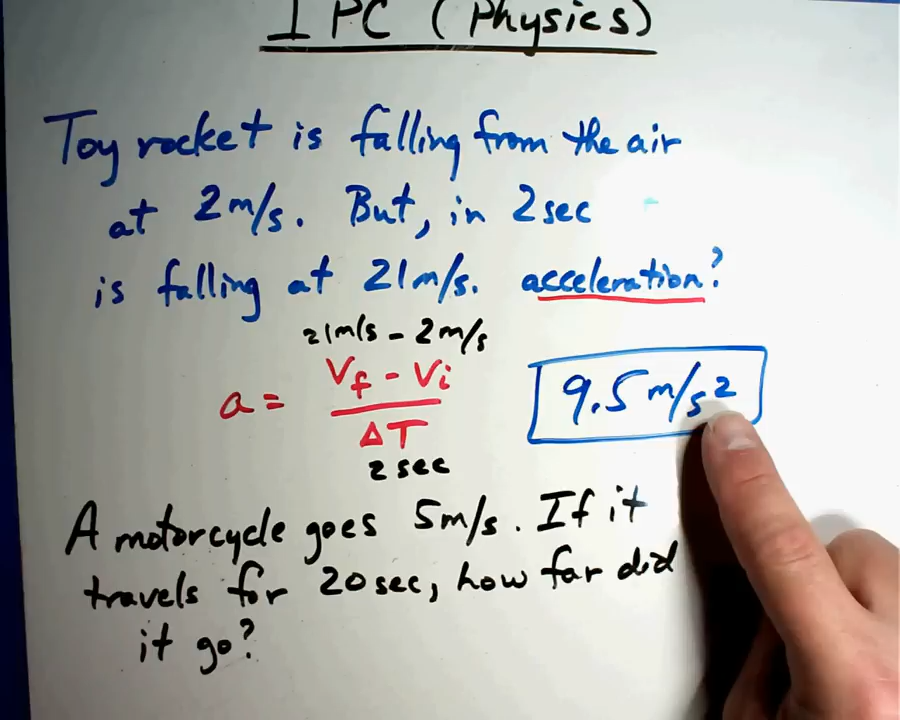 IPC (Physics)
Toy rocket is falling from the air
at 2m/s. But, in 2sec
is falling at 21m/s. acceleration?
21m/s - 2m/s
a = Vf - Vi
ΔT
2 sec
9.5 m/s²
A motorcycle goes 5m/s. If it
travels for 20sec, how far did
it go?